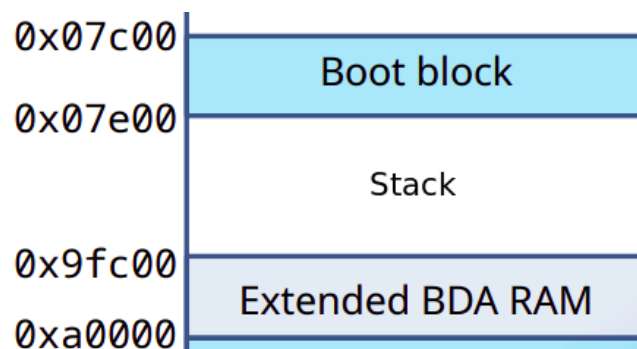 0x07c00
Boot block
0x07e00
Stack
0x9fc00
Extended BDA RAM
0xa0000